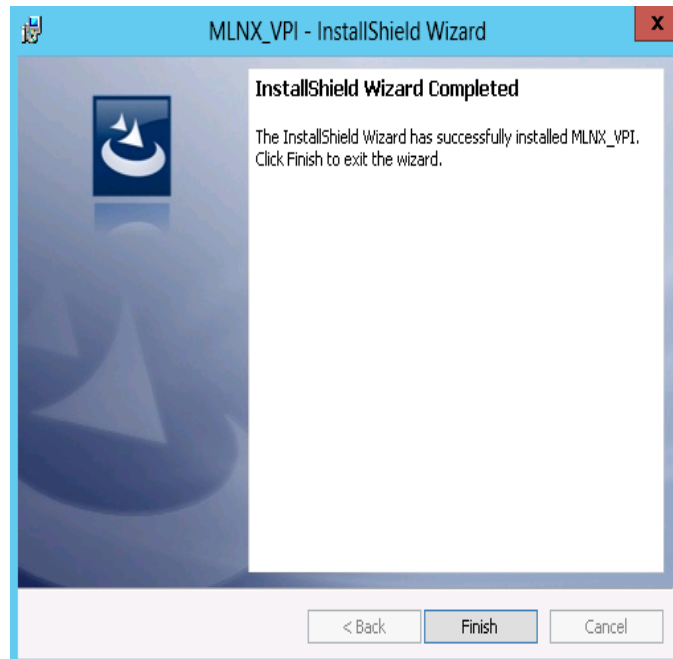 MLNX_VPI - InstallShield Wizard
X
InstallShield Wizard Completed
The InstallShield Wizard has successfully installed MLNX_VPI.
Click Finish to exit the wizard.
< Back
Finish
Cancel